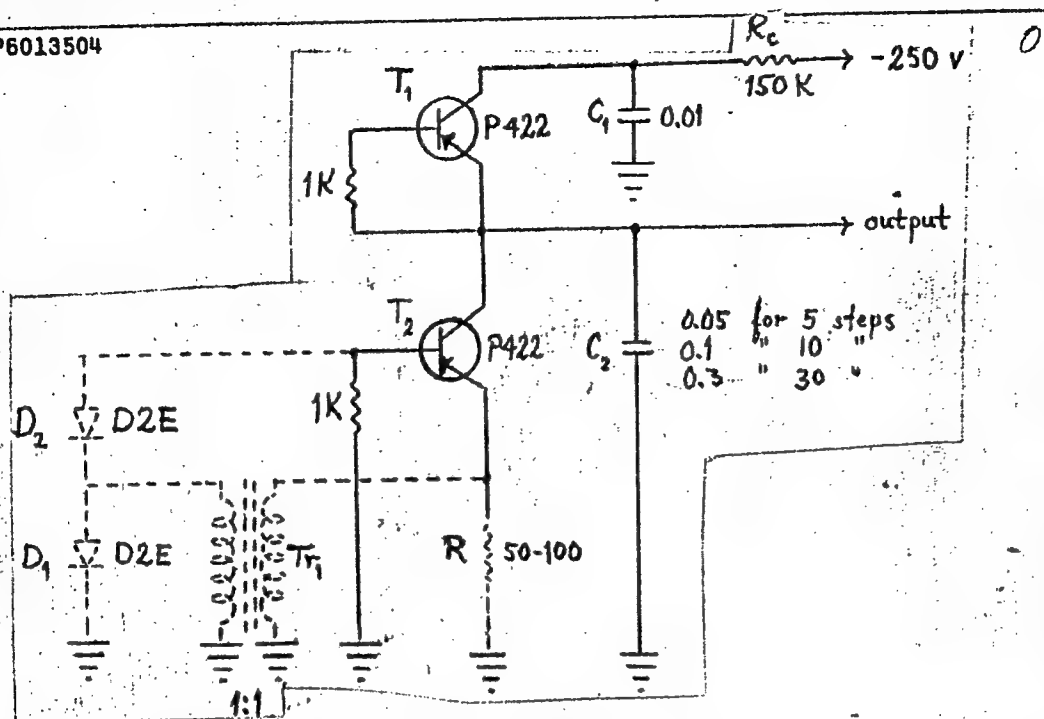 P6013504
Rc
-250 v
150 K
T1
P422
C1 0.01
1K
output
T2
P422
C2
0.05 for 5 steps
0.1 " 10 "
0.3 " 30 "
1K
D2 D2E
D1 D2E
Tr1
R 50-100
1:1